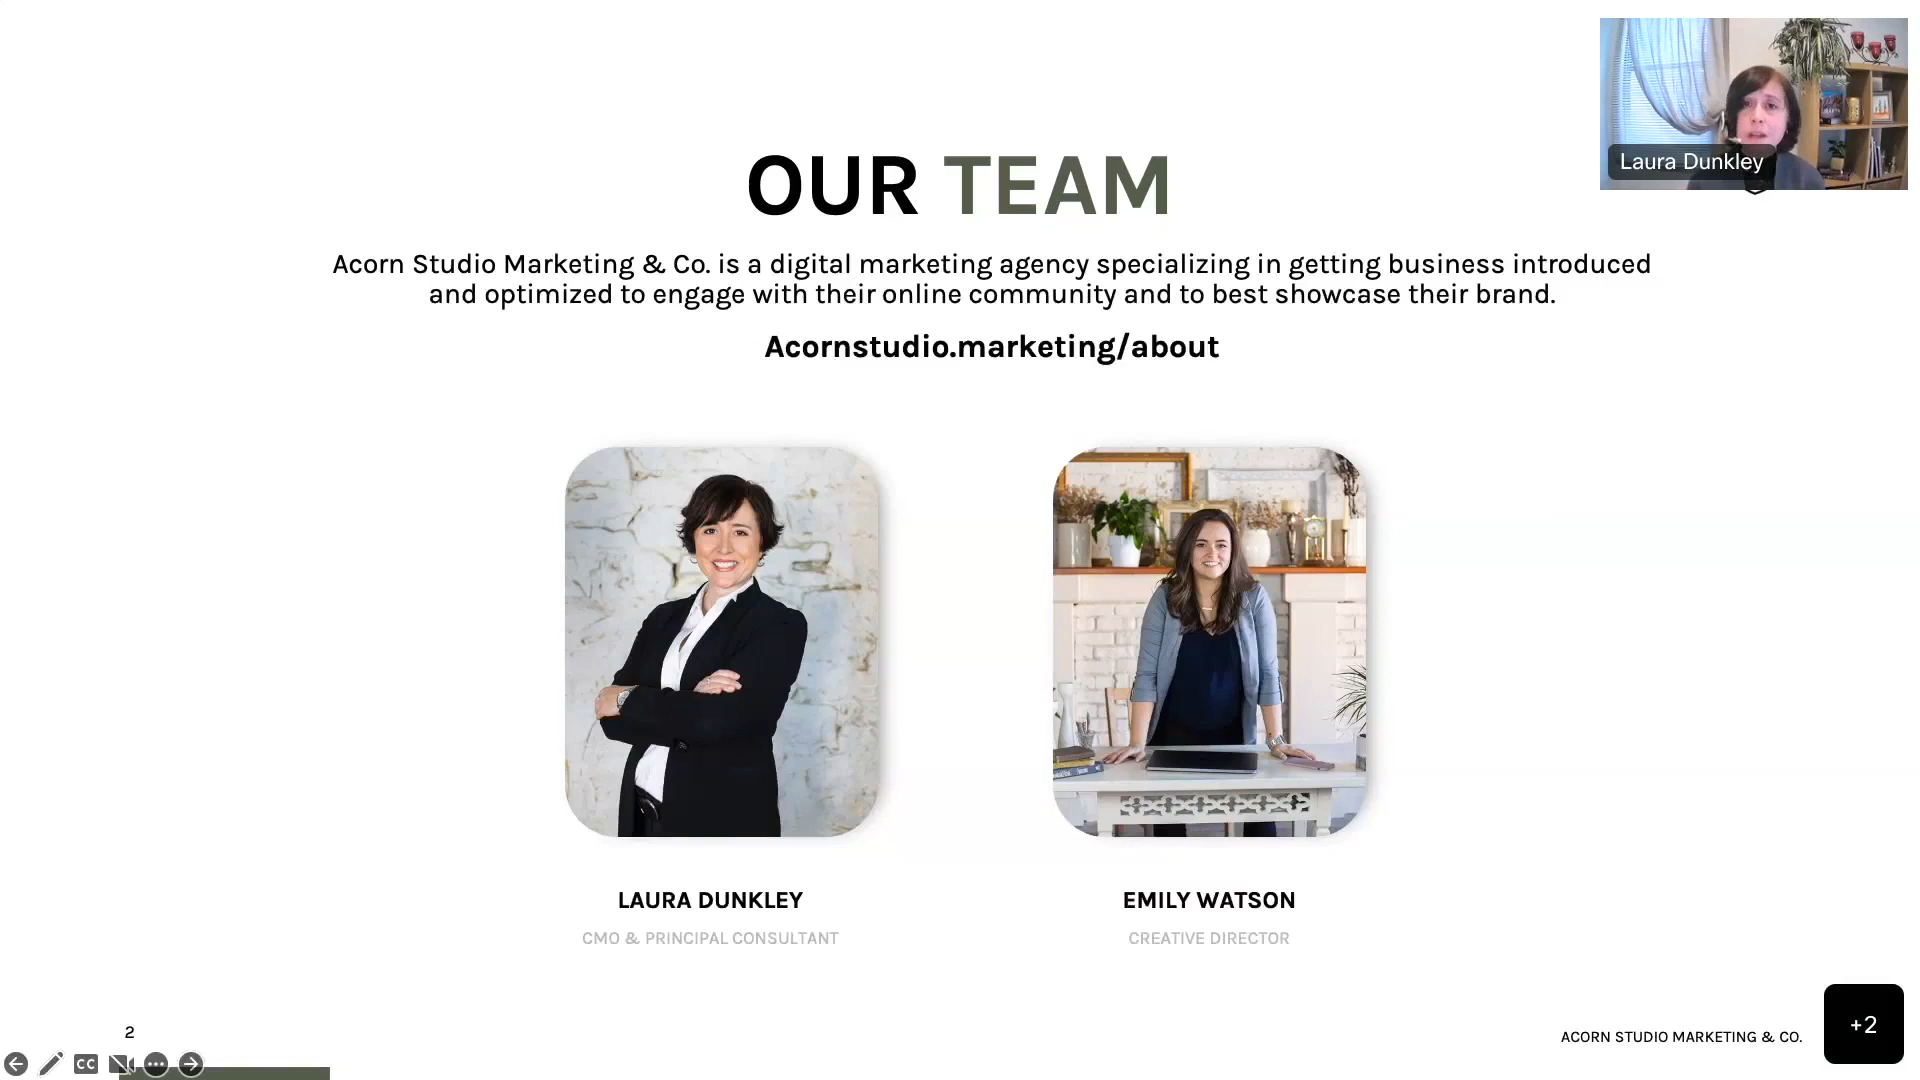 Laura Dunkley
OUR TEAM
Acorn Studio Marketing & Co. is a digital marketing agency specializing in getting business introduced
and optimized to engage with their online community and to best showcase their brand.
Acornstudio.marketing/about
LAURA DUNKLEY
CMO & PRINCIPAL CONSULTANT
EMILY WATSON
CREATIVE DIRECTOR
2
ACORN STUDIO MARKETING & CO.
+2
CC